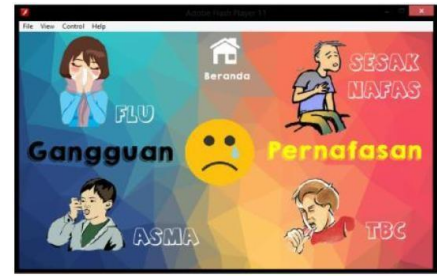 Adobe Flash Player 11
File View Control Help
Beranda
FLU
SESAK
NAFAS
Gangguan
Pernafasan
ASMA
TBC